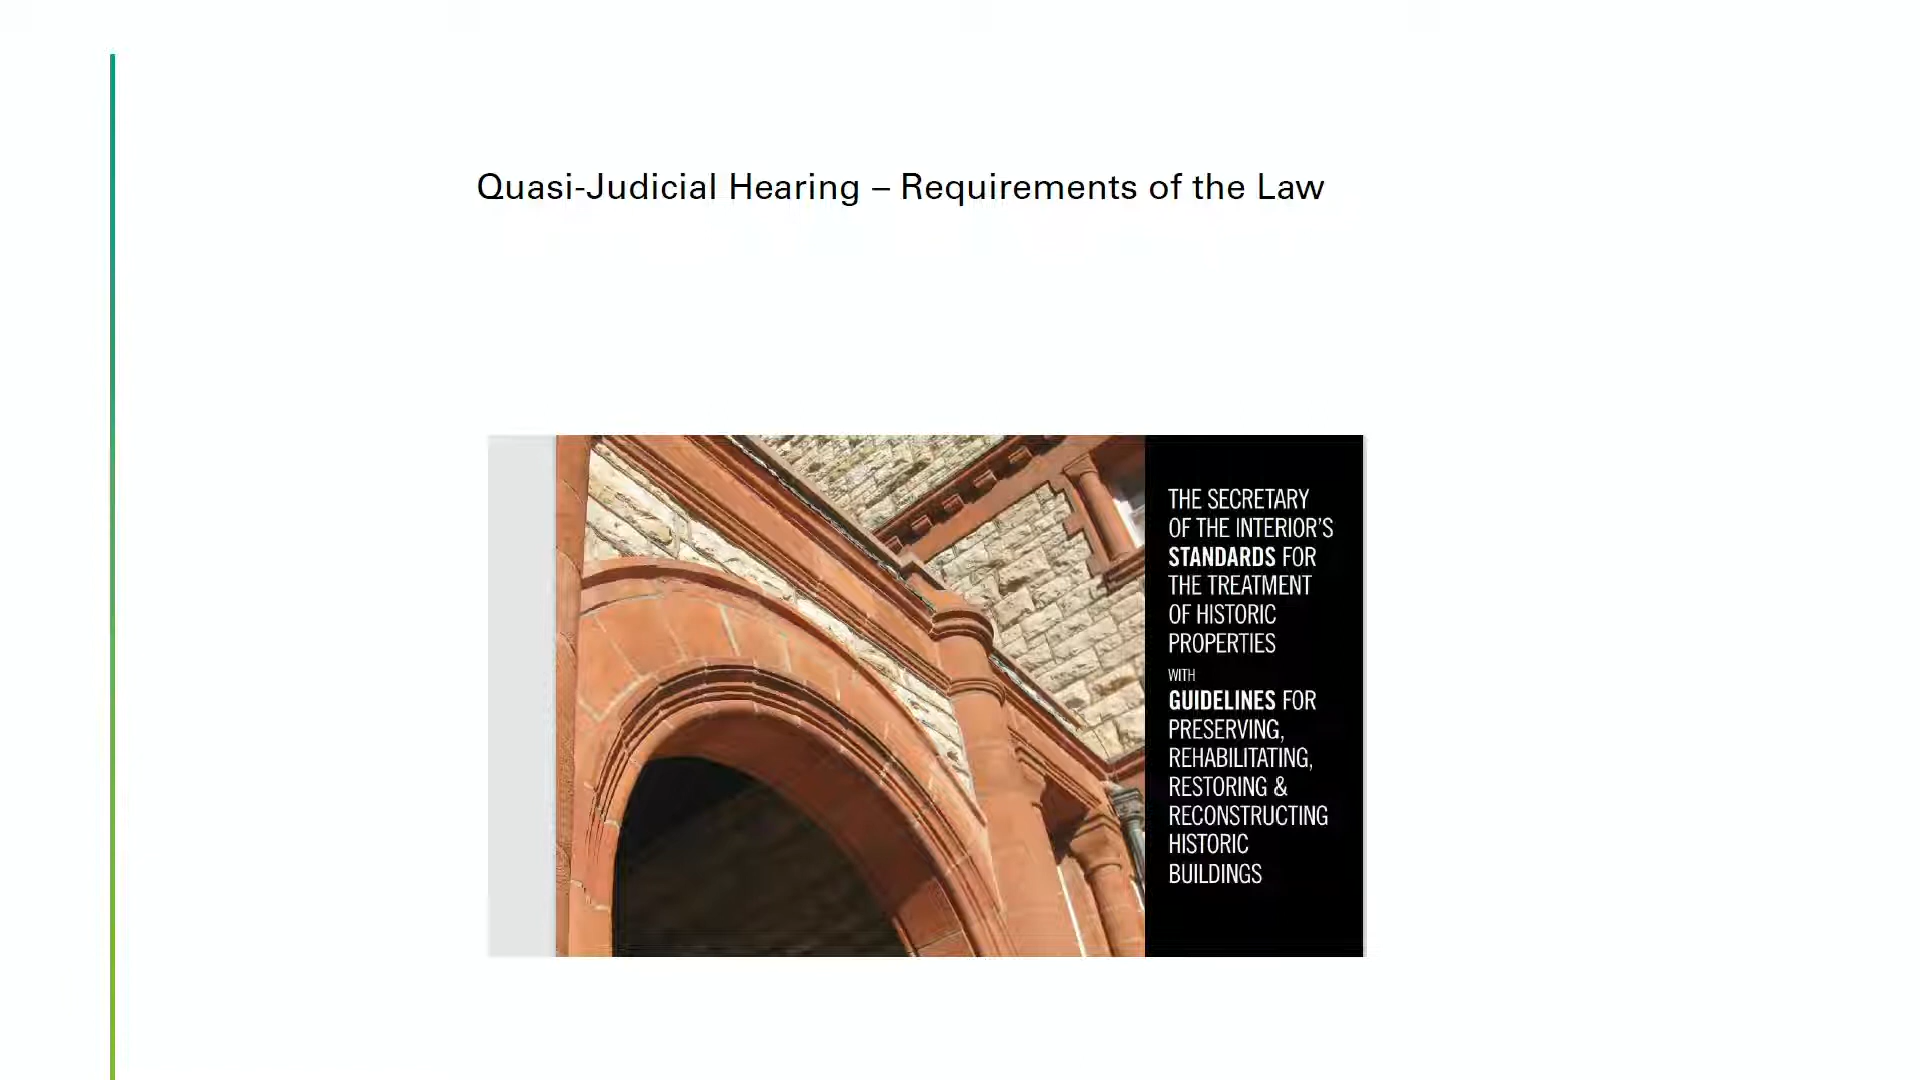 Quasi-Judicial Hearing – Requirements of the Law
THE SECRETARY
OF THE INTERIOR'S
STANDARDS FOR
THE TREATMENT
OF HISTORIC
PROPERTIES
WITH
GUIDELINES FOR
PRESERVING,
REHABILITATING,
RESTORING &
RECONSTRUCTING
HISTORIC
BUILDINGS